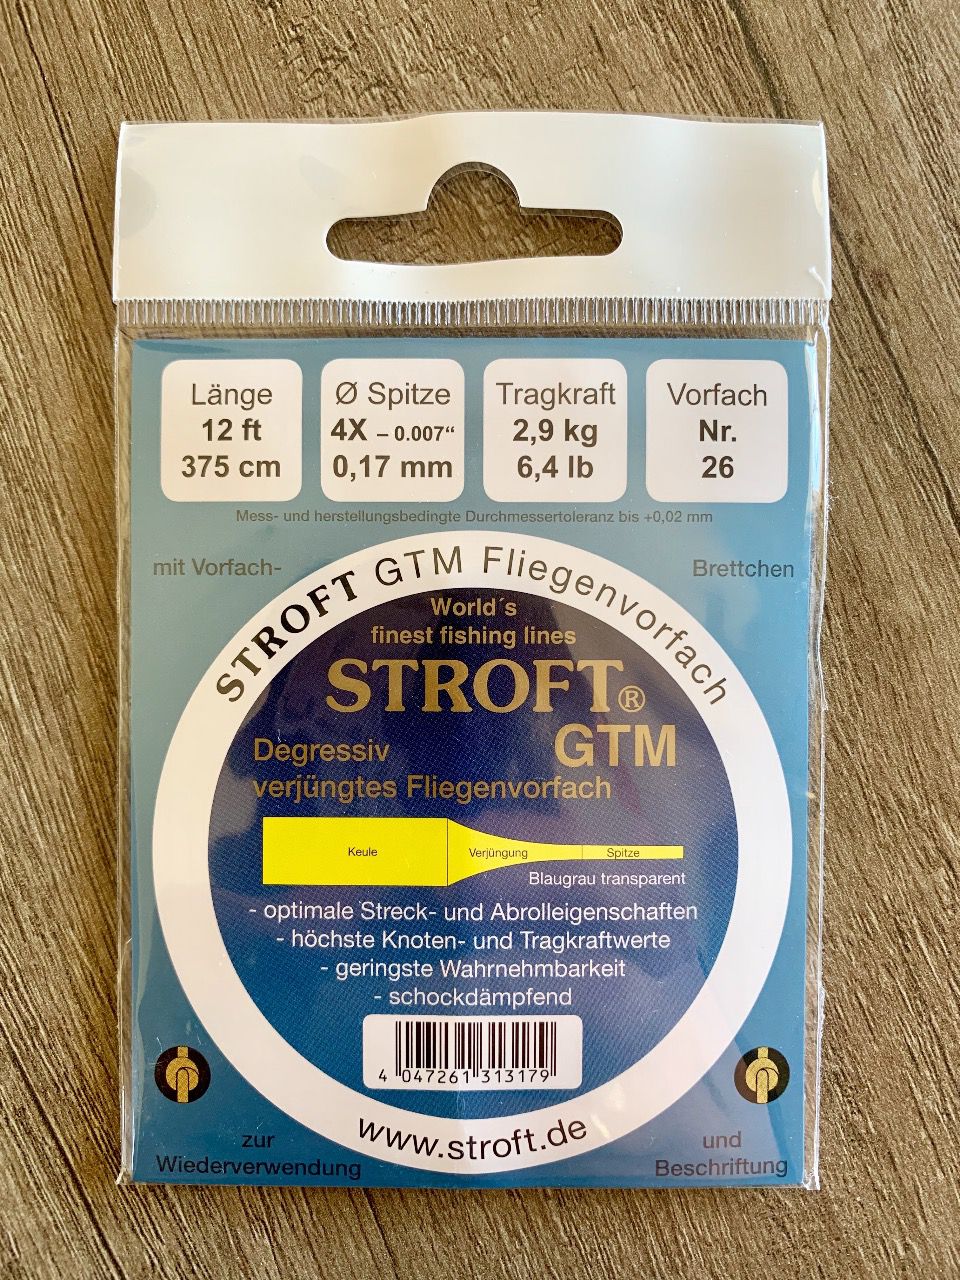 Länge
12 ft
375 cm
Ø Spitze
4X – 0.007“
0,17 mm
Tragkraft
2,9 kg
6,4 lb
Vorfach
Nr.
26
Mess- und herstellungsbedingte Durchmessertoleranz bis +0,02 mm
mit Vorfach- Brettchen
STROFT GTM Fliegenvorfach
World´s
finest fishing lines
STROFT®
GTM
Degressiv
verjüngtes Fliegenvorfach
Keule Verjüngung Spitze
Blaugrau transparent
- optimale Streck- und Abrolleigenschaften
- höchste Knoten- und Tragkraftwerte
- geringste Wahrnehmbarkeit
- schockdämpfend
4 047261 313179
www.stroft.de
zur und
Wiederverwendung Beschriftung